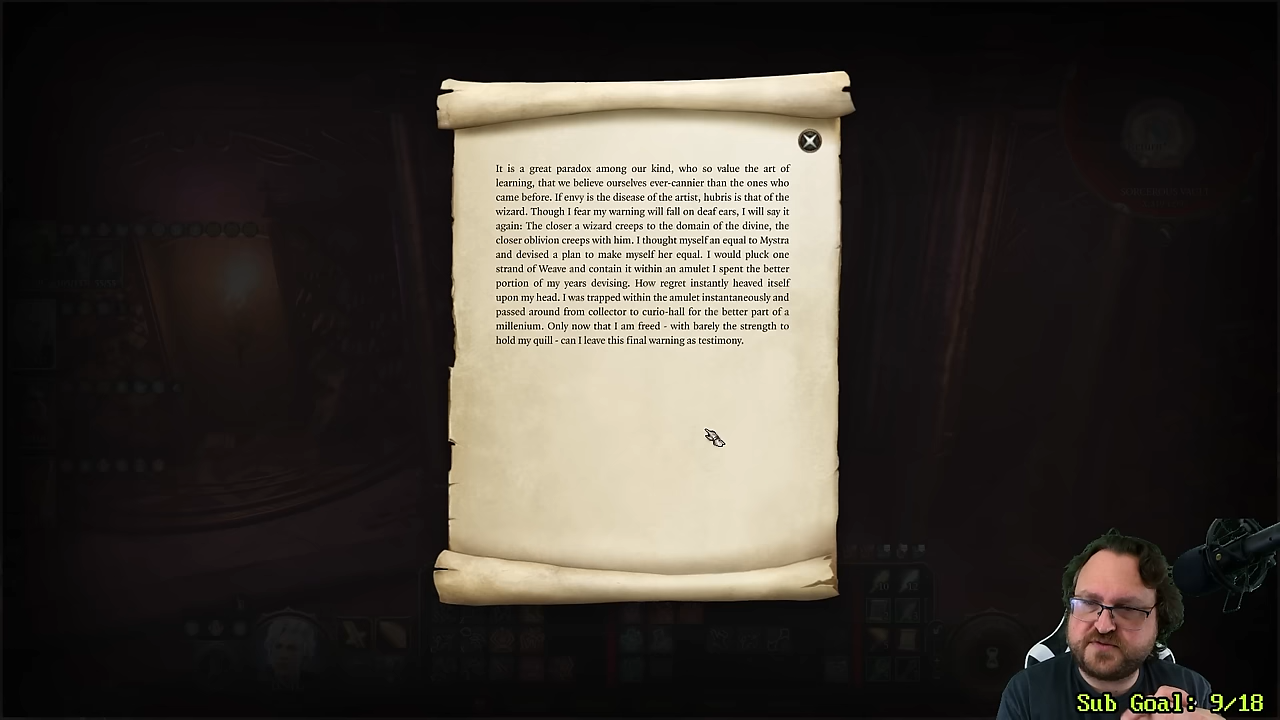 It is a great paradox among our kind, who so value the art of
learning, that we believe ourselves ever-cannier than the ones who
came before. If envy is the disease of the artist, hubris is that of the
wizard. Though I fear my warning will fall on deaf ears, I will say it
again: The closer a wizard creeps to the domain of the divine, the
closer oblivion creeps with him. I thought myself an equal to Mystra
and devised a plan to make myself her equal. I would pluck one
strand of Weave and contain it within an amulet I spent the better
portion of my years devising. How regret instantly heaved itself
upon my head. I was trapped within the amulet instantaneously and
passed around from collector to curio-hall for the better part of a
millenium. Only now that I am freed - with barely the strength to
hold my quill - can I leave this final warning as testimony.
Sub Goal: 9/18